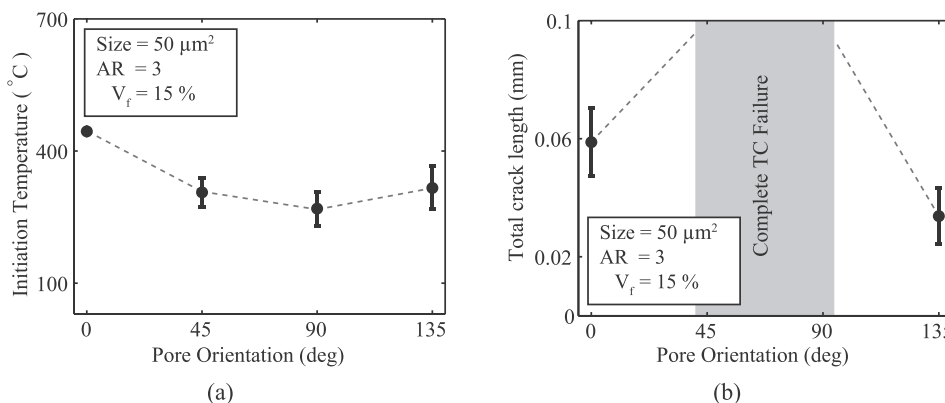 700
400
100
Initiation Temperature (°C)
Size = 50 µm²
AR = 3
V_f = 15 %
0 45 90 135
Pore Orientation (deg)
(a)
0.1
0.06
0.02
0
Total crack length (mm)
Complete TC Failure
Size = 50 µm²
AR = 3
V_f = 15 %
0 45 90 135
Pore Orientation (deg)
(b)